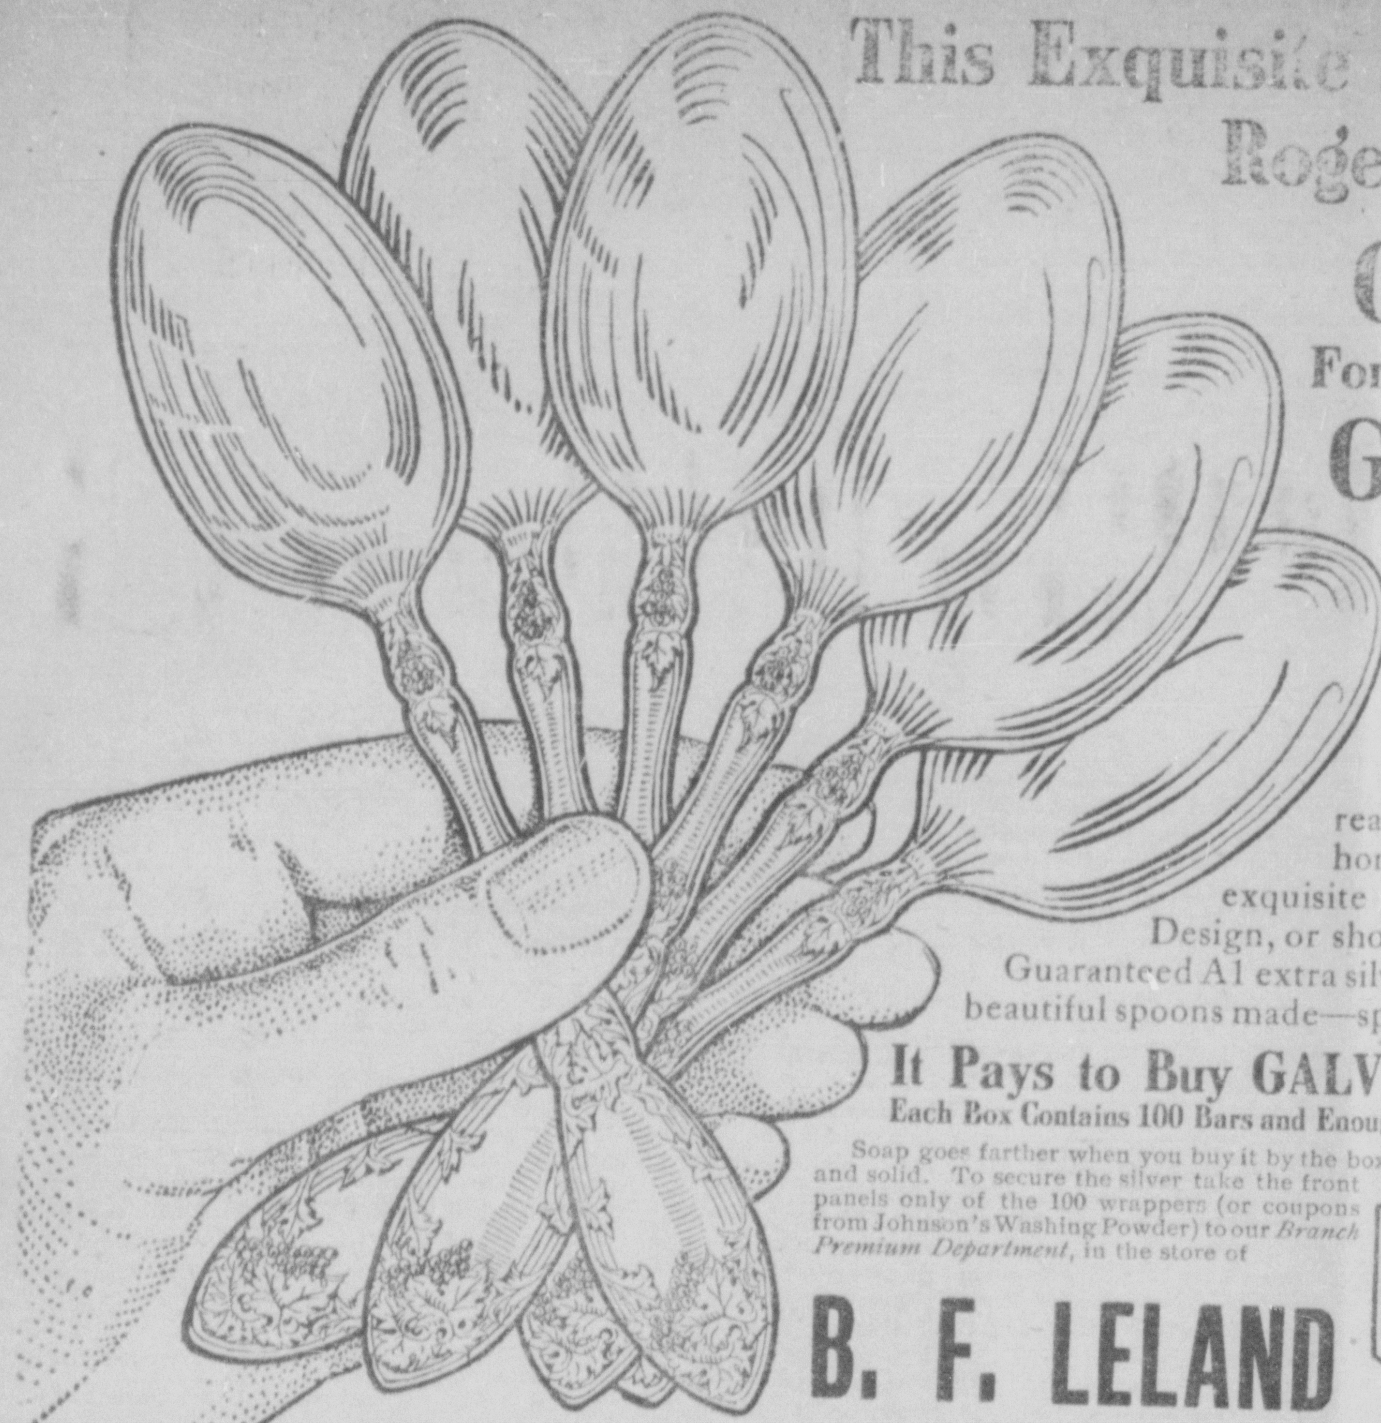 This Exquisite
Roge
For
G
rea
hor
exquisite
Design, or sho
Guaranteed A1 extra sil
beautiful spoons made—sp
It Pays to Buy GALV
Each Box Contains 100 Bars and Enou
Soap goes farther when you buy it by the box
and solid. To secure the silver take the front
panels only of the 100 wrappers (or coupons
from Johnson's Washing Powder) to our Branch
Premium Department, in the store of
B. F. LELAND